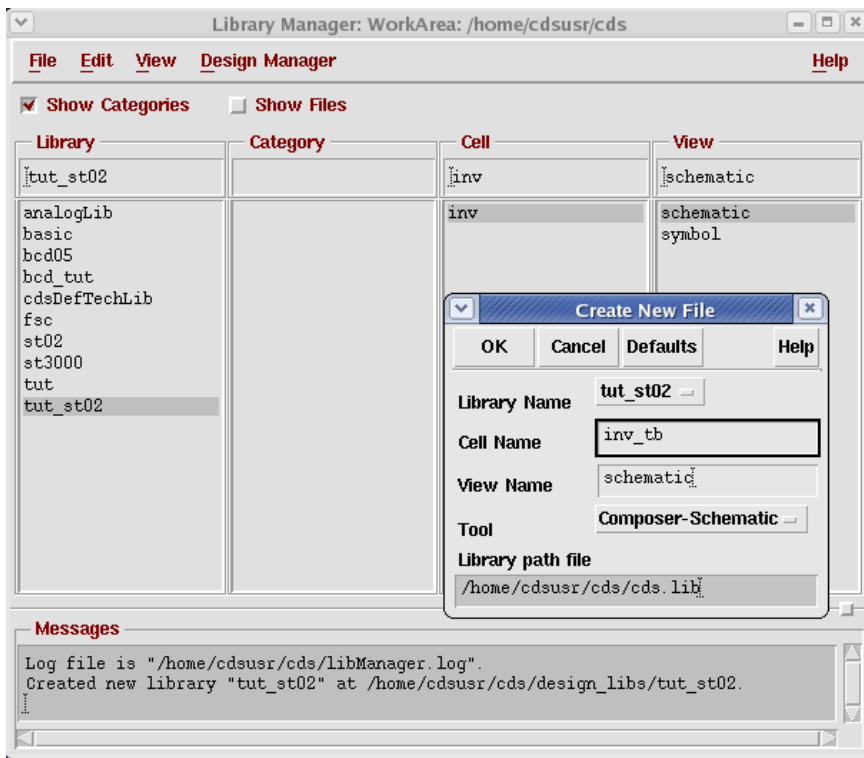 Library Manager: WorkArea: /home/cdsusr/cds
File Edit View Design Manager Help
Show Categories Show Files
Library Category Cell View
tut_st02 inv schematic
analogLib inv schematic
basic symbol
bcd05
bcd_tut
cdsDefTechLib
fsc
st02
st3000
tut
tut_st02
Create New File
OK Cancel Defaults Help
Library Name tut_st02
Cell Name inv_tb
View Name schematic
Tool Composer-Schematic
Library path file
/home/cdsusr/cds/cds.lib
Messages
Log file is "/home/cdsusr/cds/libManager.log".
Created new library "tut_st02" at /home/cdsusr/cds/design_libs/tut_st02.